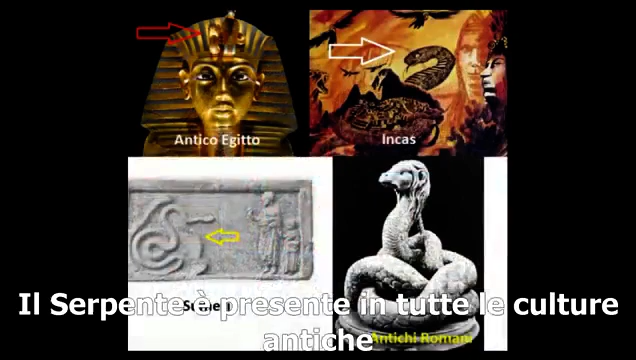 Antico Egitto
Incas
Il Serpente è presente in tutte le culture
antiche
Antichi Romani